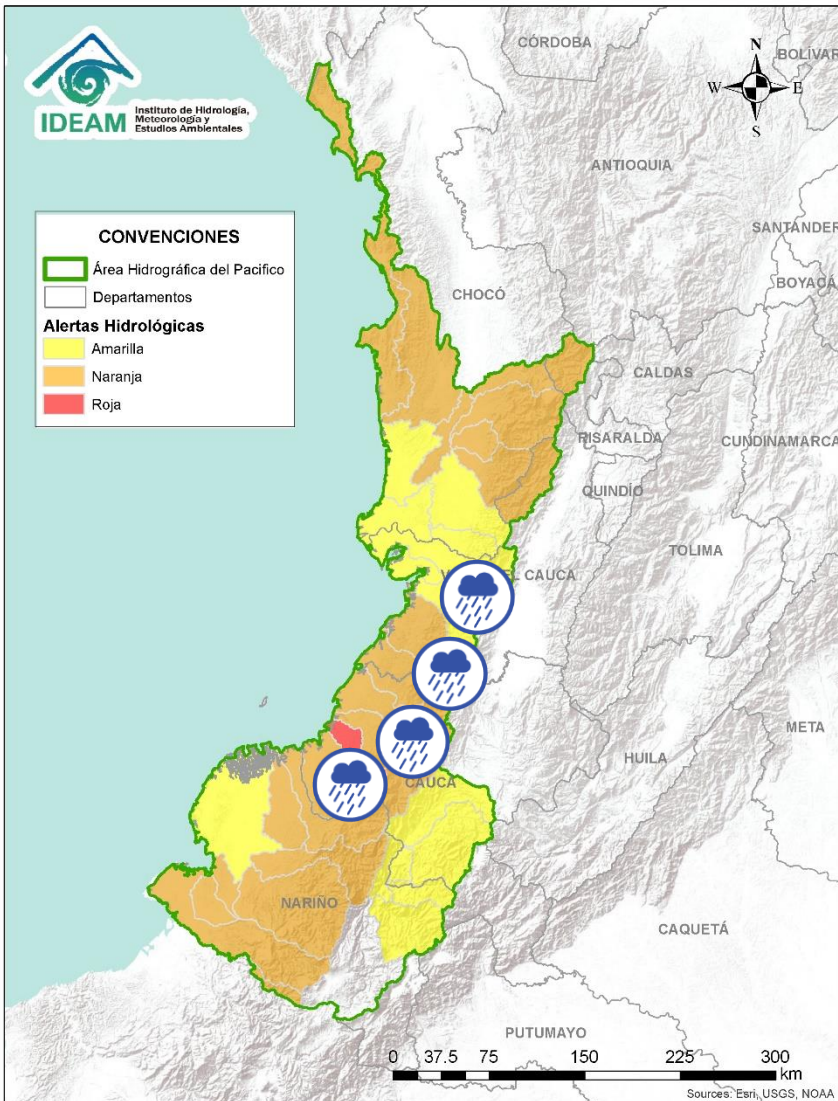 IDEAM
Instituto de Hidrología,
Meteorología y
Estudios Ambientales
N
W E
S
CÓRDOBA
BOLÍVAR
ANTIOQUIA
SANTANDER
BOYACÁ
CHOCÓ
CALDAS
RISARALDA
CUNDINAMARCA
QUINDÍO
TOLIMA
CAUCA
META
HUILA
CAUCA
NARIÑO
CAQUETÁ
PUTUMAYO
CONVENCIONES
Área Hidrográfica del Pacifico
Departamentos
Alertas Hidrológicas
Amarilla
Naranja
Roja
0 37.5 75 150 225 300
km
Sources: Esri, USGS, NOAA